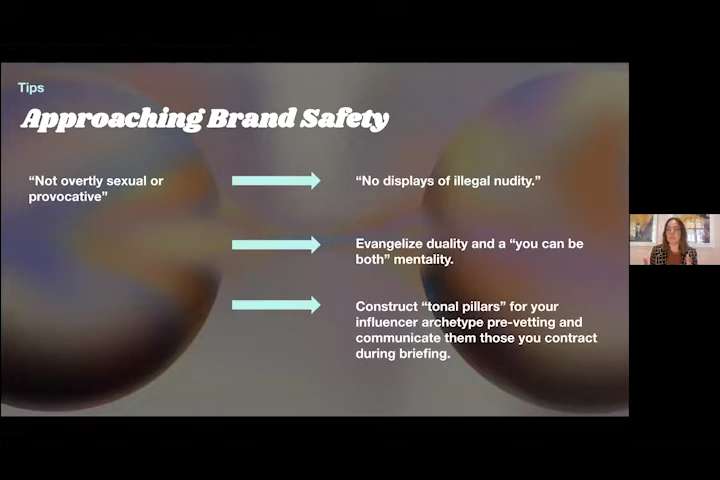 Tips
Approaching Brand Safety
“Not overtly sexual or
provocative”
“No displays of illegal nudity.”
Evangelize duality and a “you can be
both” mentality.
Construct “tonal pillars” for your
influencer archetype pre-vetting and
communicate them those you contract
during briefing.